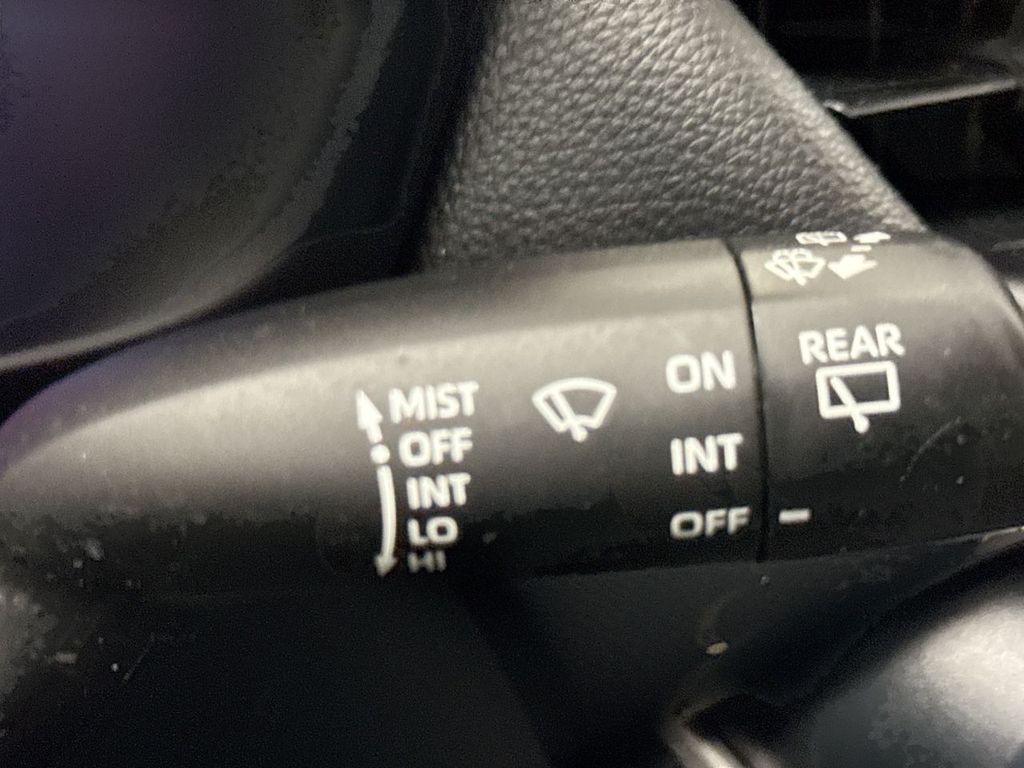 MIST
OFF
INT
LO
HI
ON
INT
OFF
REAR